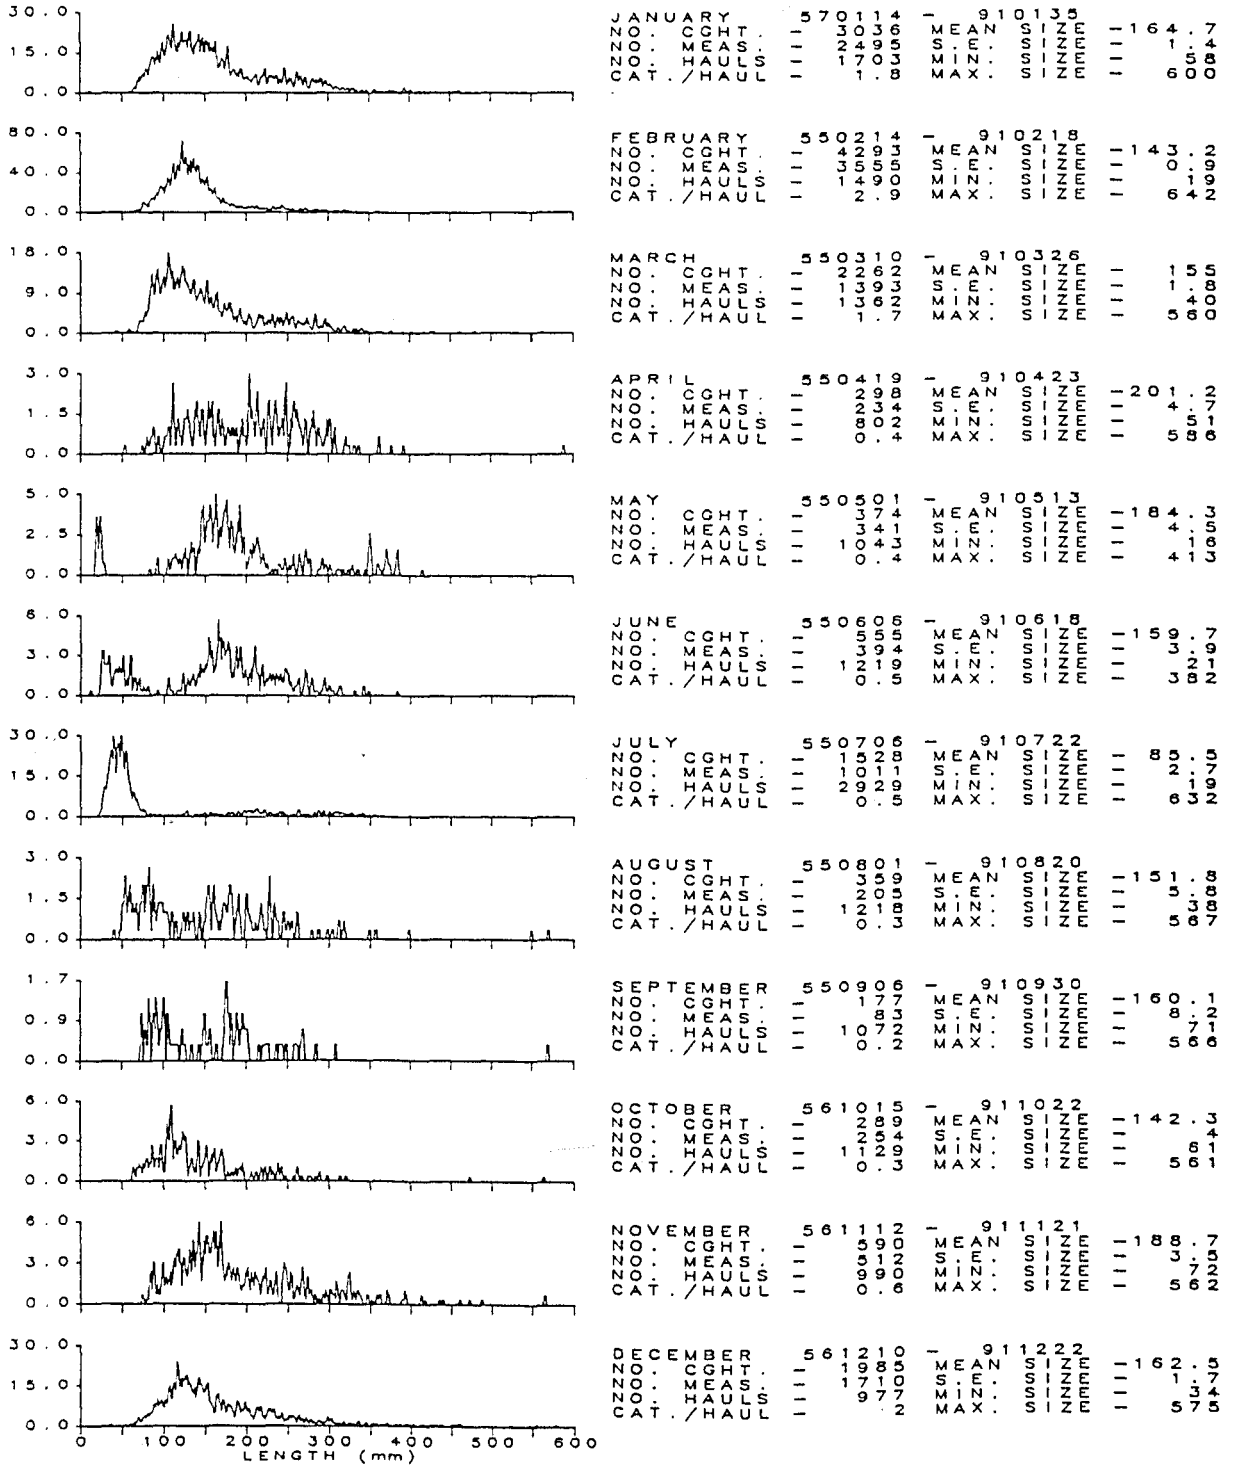 30.0
15.0
0.0
JANUARY 570114 - 910135
NO. CGHT. - 3036 MEAN SIZE -164.7
NO. MEAS. - 2495 S.E. SIZE - 1.4
NO. HAULS - 1703 MIN. SIZE - 58
CAT./HAUL - 1.8 MAX. SIZE - 600
80.0
40.0
0.0
FEBRUARY 550214 - 910218
NO. CGHT. - 4293 MEAN SIZE -143.2
NO. MEAS. - 3555 S.E. SIZE - 0.9
NO. HAULS - 1490 MIN. SIZE - 19
CAT./HAUL - 2.9 MAX. SIZE - 642
18.0
9.0
0.0
MARCH 550310 - 910326
NO. CGHT. - 2262 MEAN SIZE - 155
NO. MEAS. - 1393 S.E. SIZE - 1.8
NO. HAULS - 1362 MIN. SIZE - 40
CAT./HAUL - 1.7 MAX. SIZE - 560
3.0
1.5
0.0
APRIL 550419 - 910423
NO. CGHT. - 298 MEAN SIZE -201.2
NO. MEAS. - 234 S.E. SIZE - 4.7
NO. HAULS - 802 MIN. SIZE - 51
CAT./HAUL - 0.4 MAX. SIZE - 586
5.0
2.5
0.0
MAY 550501 - 910513
NO. CGHT. - 374 MEAN SIZE -184.3
NO. MEAS. - 341 S.E. SIZE - 4.5
NO. HAULS - 1043 MIN. SIZE - 16
CAT./HAUL - 0.4 MAX. SIZE - 413
6.0
3.0
0.0
JUNE 550606 - 910618
NO. CGHT. - 555 MEAN SIZE -159.7
NO. MEAS. - 394 S.E. SIZE - 3.9
NO. HAULS - 1219 MIN. SIZE - 21
CAT./HAUL - 0.5 MAX. SIZE - 382
30.0
15.0
0.0
JULY 550706 - 910722
NO. CGHT. - 1528 MEAN SIZE - 85.5
NO. MEAS. - 1011 S.E. SIZE - 2.7
NO. HAULS - 2929 MIN. SIZE - 19
CAT./HAUL - 0.5 MAX. SIZE - 632
3.0
1.5
0.0
AUGUST 550801 - 910820
NO. CGHT. - 359 MEAN SIZE -151.8
NO. MEAS. - 205 S.E. SIZE - 5.8
NO. HAULS - 1218 MIN. SIZE - 38
CAT./HAUL - 0.3 MAX. SIZE - 567
1.7
0.9
0.0
SEPTEMBER 550906 - 910930
NO. CGHT. - 177 MEAN SIZE -160.1
NO. MEAS. - 83 S.E. SIZE - 8.2
NO. HAULS - 1072 MIN. SIZE - 71
CAT./HAUL - 0.2 MAX. SIZE - 566
6.0
3.0
0.0
OCTOBER 561015 - 911022
NO. CGHT. - 289 MEAN SIZE -142.3
NO. MEAS. - 254 S.E. SIZE - 4
NO. HAULS - 1129 MIN. SIZE - 61
CAT./HAUL - 0.3 MAX. SIZE - 561
6.0
3.0
0.0
NOVEMBER 561112 - 911121
NO. CGHT. - 590 MEAN SIZE -188.7
NO. MEAS. - 512 S.E. SIZE - 3.5
NO. HAULS - 990 MIN. SIZE - 72
CAT./HAUL - 0.6 MAX. SIZE - 562
30.0
15.0
0.0
DECEMBER 561210 - 911222
NO. CGHT. - 1985 MEAN SIZE -162.5
NO. MEAS. - 1710 S.E. SIZE - 1.7
NO. HAULS - 977 MIN. SIZE - 34
CAT./HAUL - 2 MAX. SIZE - 575
0 100 200 300 400 500 600
LENGTH (mm)